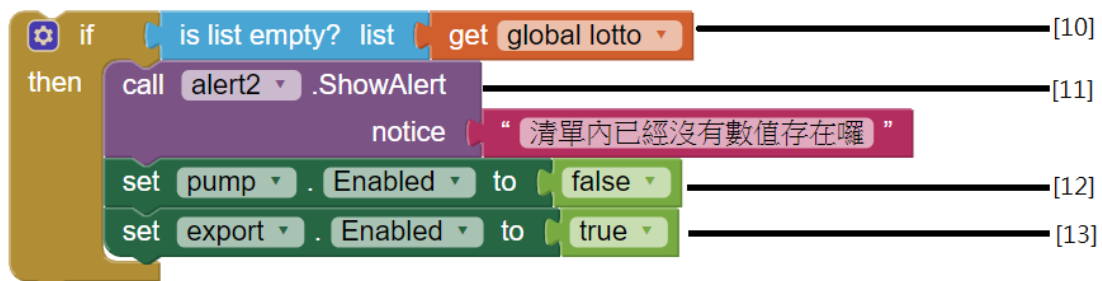 if is list empty? list get global lotto [10]
then call alert2 .ShowAlert [11]
notice “ 清單內已經沒有數值存在囉 ”
set pump . Enabled to false [12]
set export . Enabled to true [13]